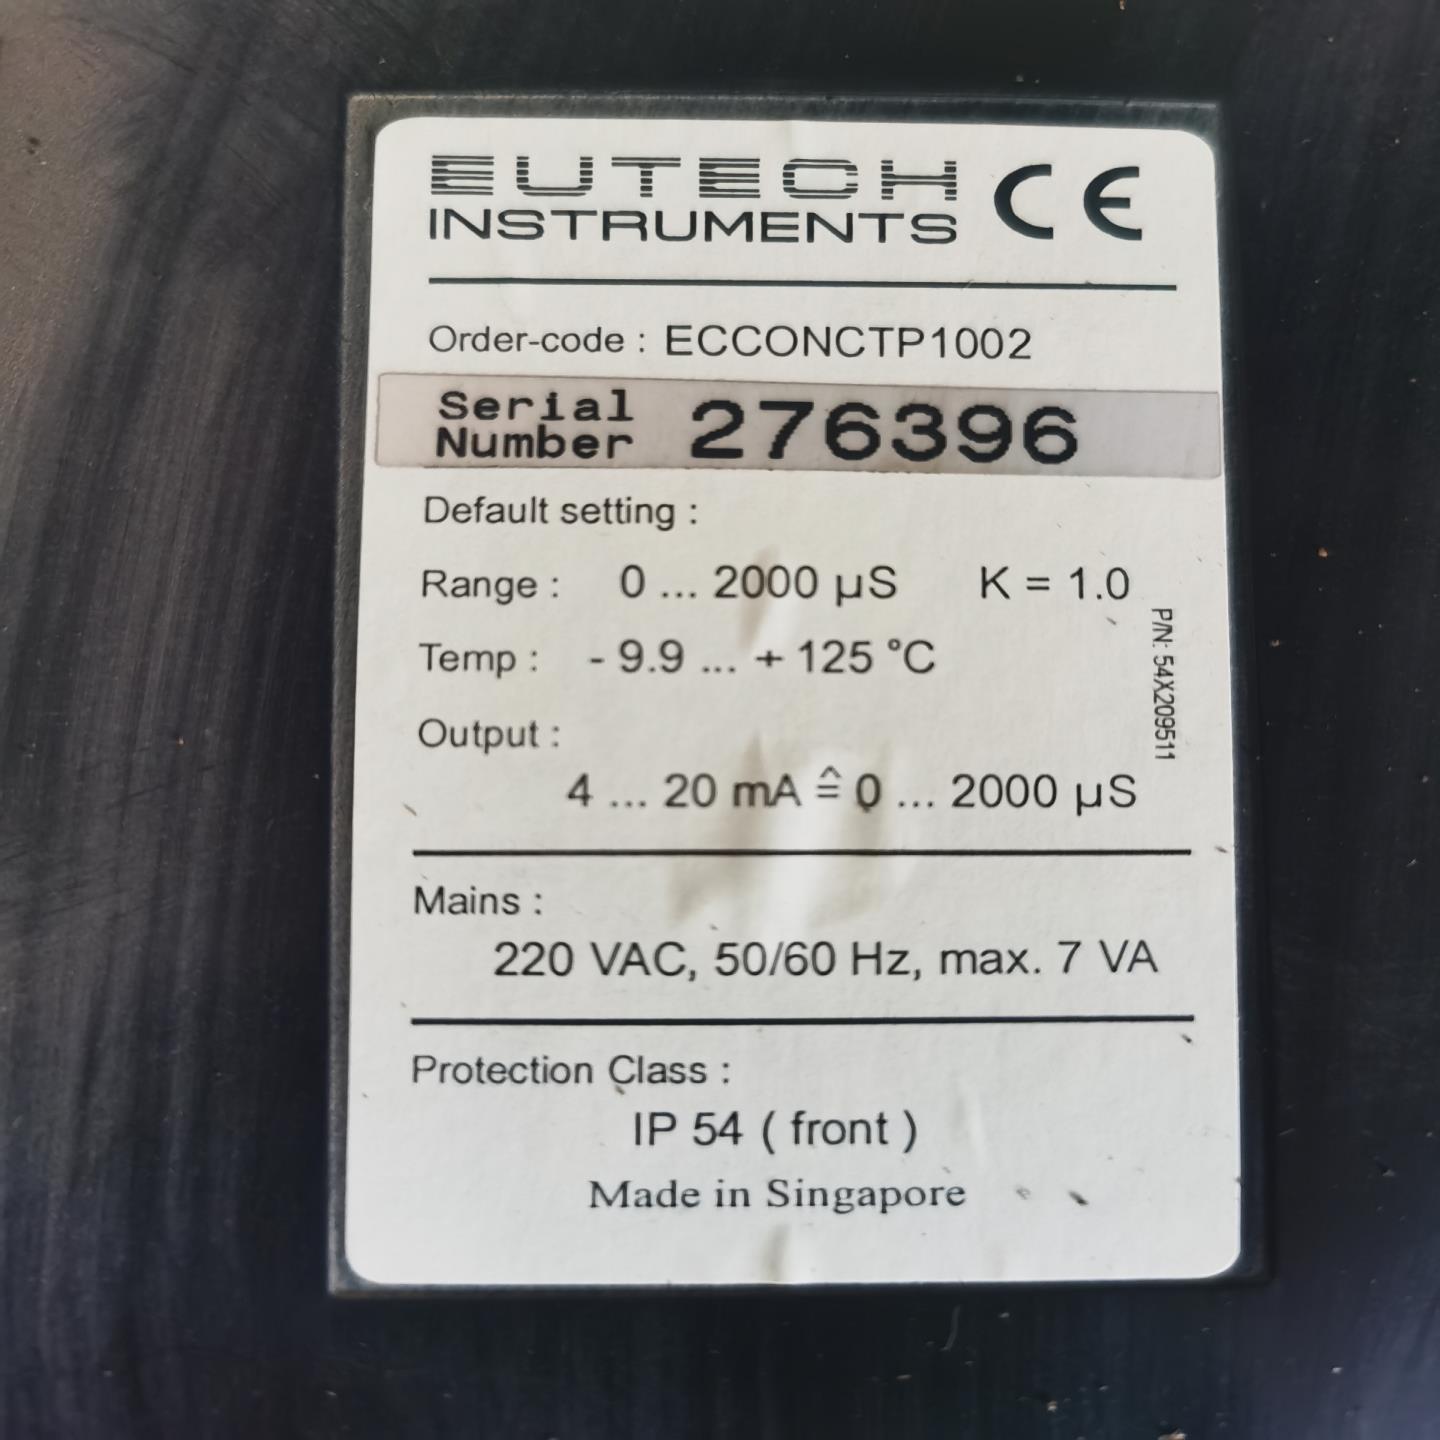 EUTECH
INSTRUMENTS CE
Order-code : ECCONCTP1002
Serial Number 276396
Default setting :
Range : 0 ... 2000 µS K = 1.0
Temp : - 9.9 ... + 125 °C
Output :
4 ... 20 mA ≙ 0 ... 2000 µS
P/N: 54X209511
Mains :
220 VAC, 50/60 Hz, max. 7 VA
Protection Class :
IP 54 ( front )
Made in Singapore